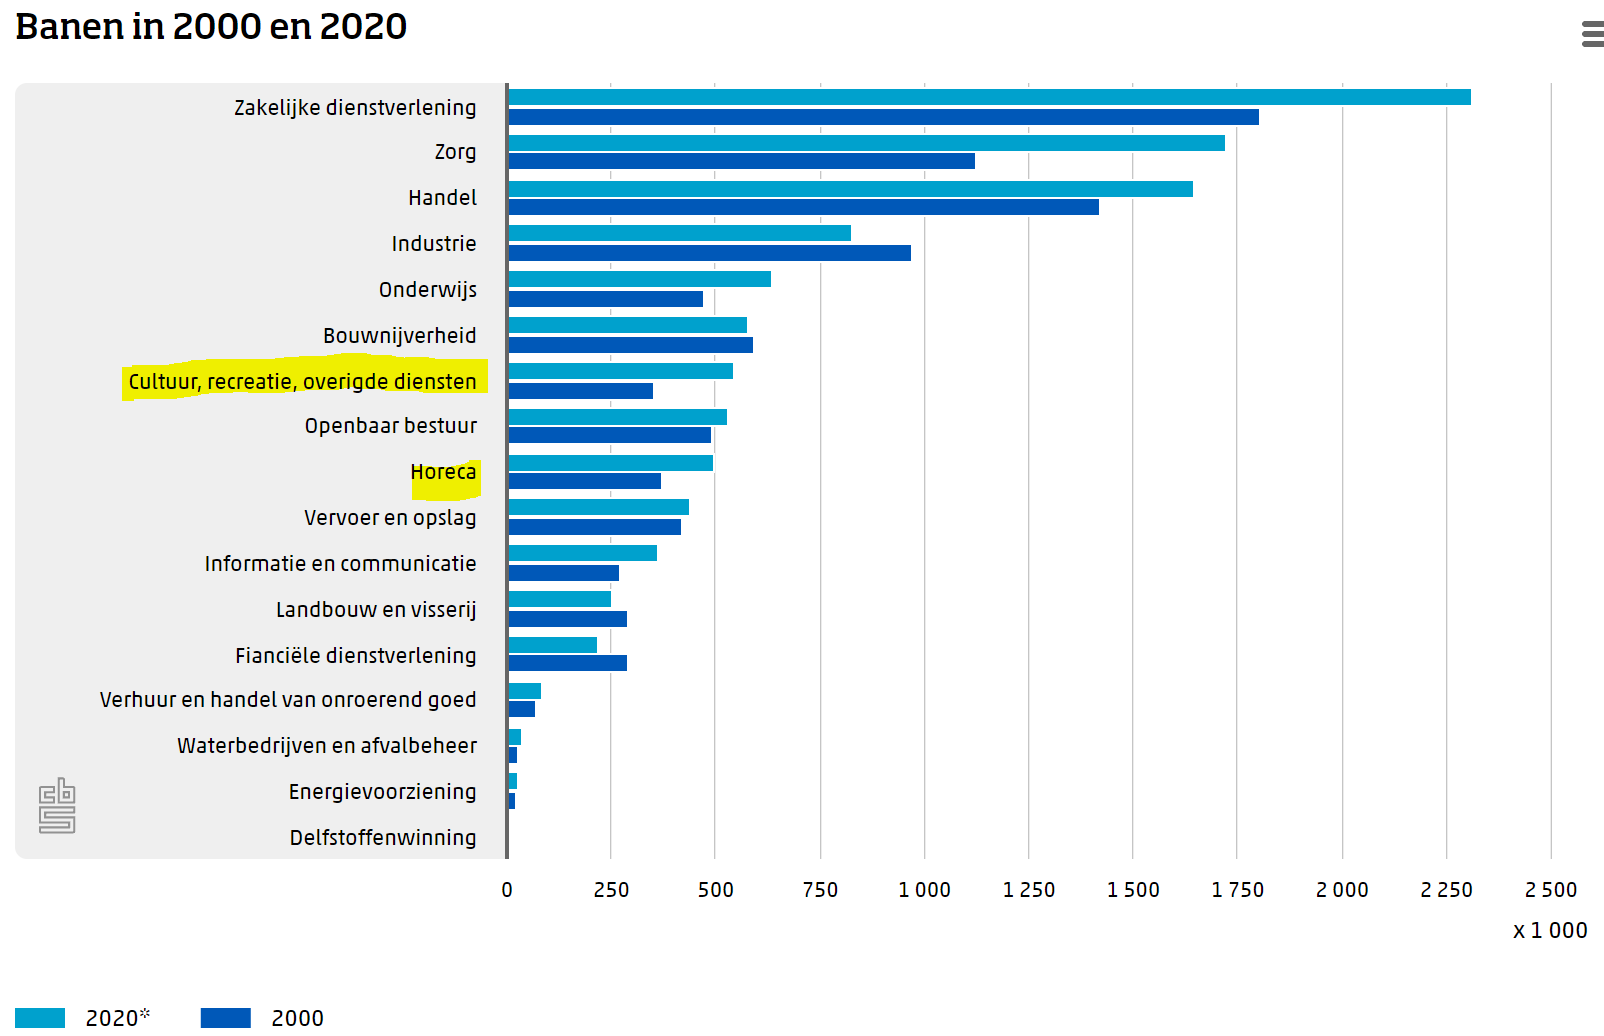 Banen in 2000 en 2020
Zakelijke dienstverlening
Zorg
Handel
Industrie
Onderwijs
Bouwnijverheid
Cultuur, recreatie, overigde diensten
Openbaar bestuur
Horeca
Vervoer en opslag
Informatie en communicatie
Landbouw en visserij
Fianciële dienstverlening
Verhuur en handel van onroerend goed
Waterbedrijven en afvalbeheer
Energievoorziening
Delfstoffenwinning
0 250 500 750 1 000 1 250 1 500 1 750 2 000 2 250 2 500
x 1 000
2020* 2000